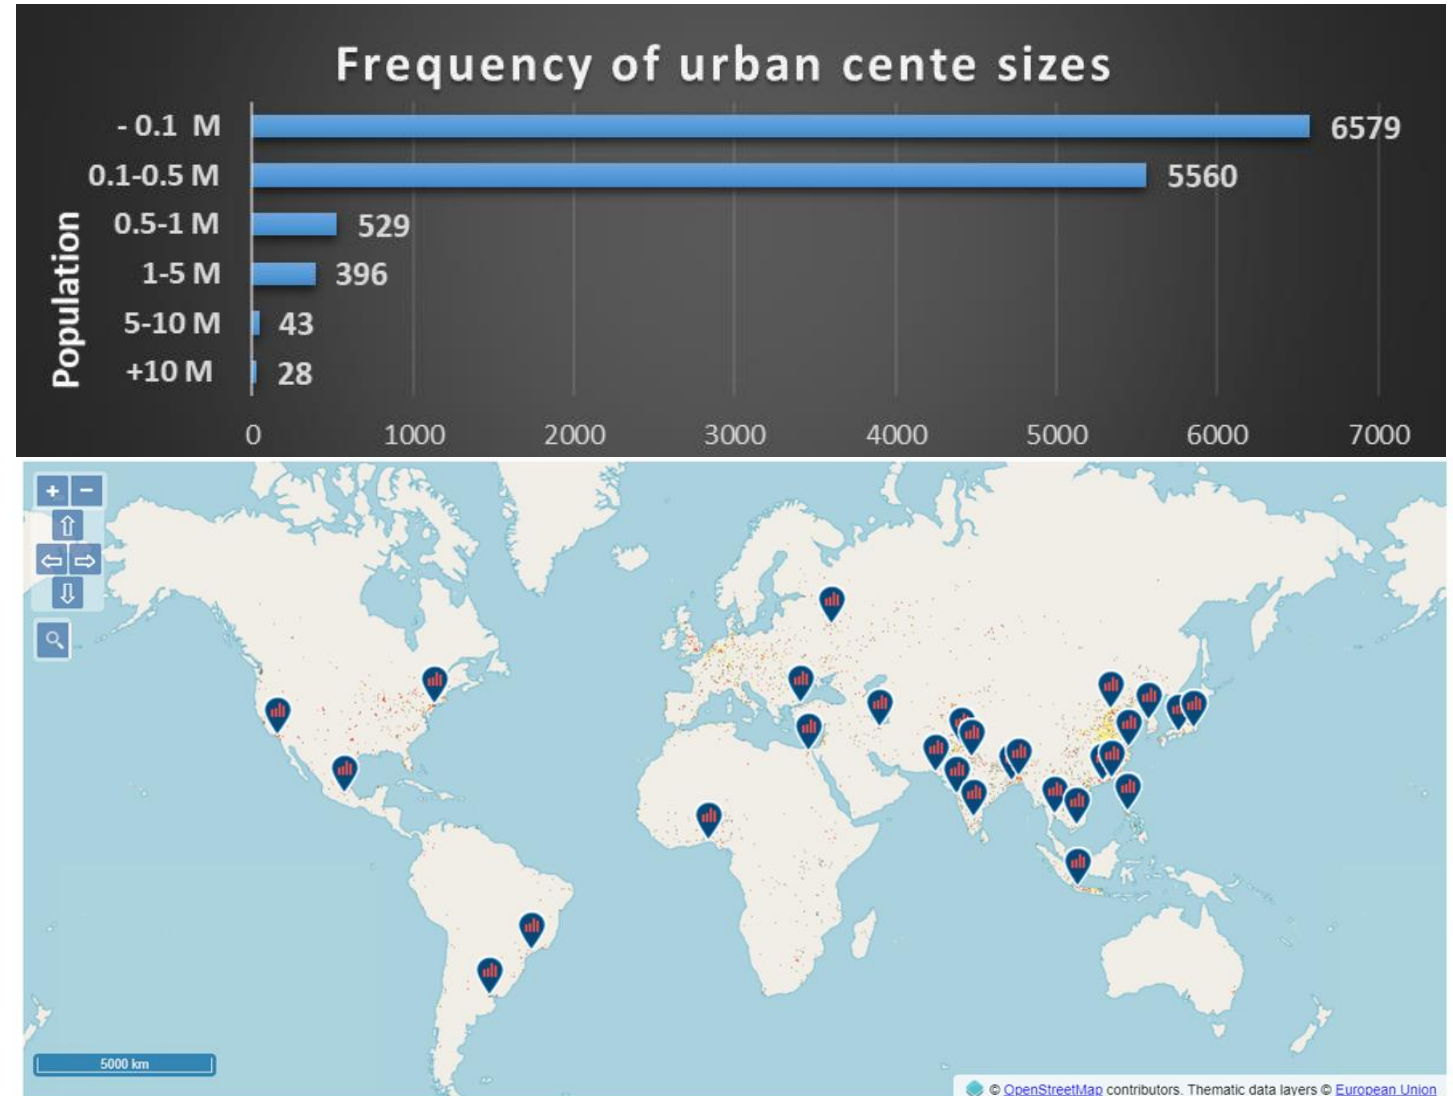 Frequency of urban cente sizes
Population
- 0.1 M 6579
0.1-0.5 M 5560
0.5-1 M 529
1-5 M 396
5-10 M 43
+10 M 28
0 1000 2000 3000 4000 5000 6000 7000
+ −
5000 km
© OpenStreetMap contributors. Thematic data layers © European Union